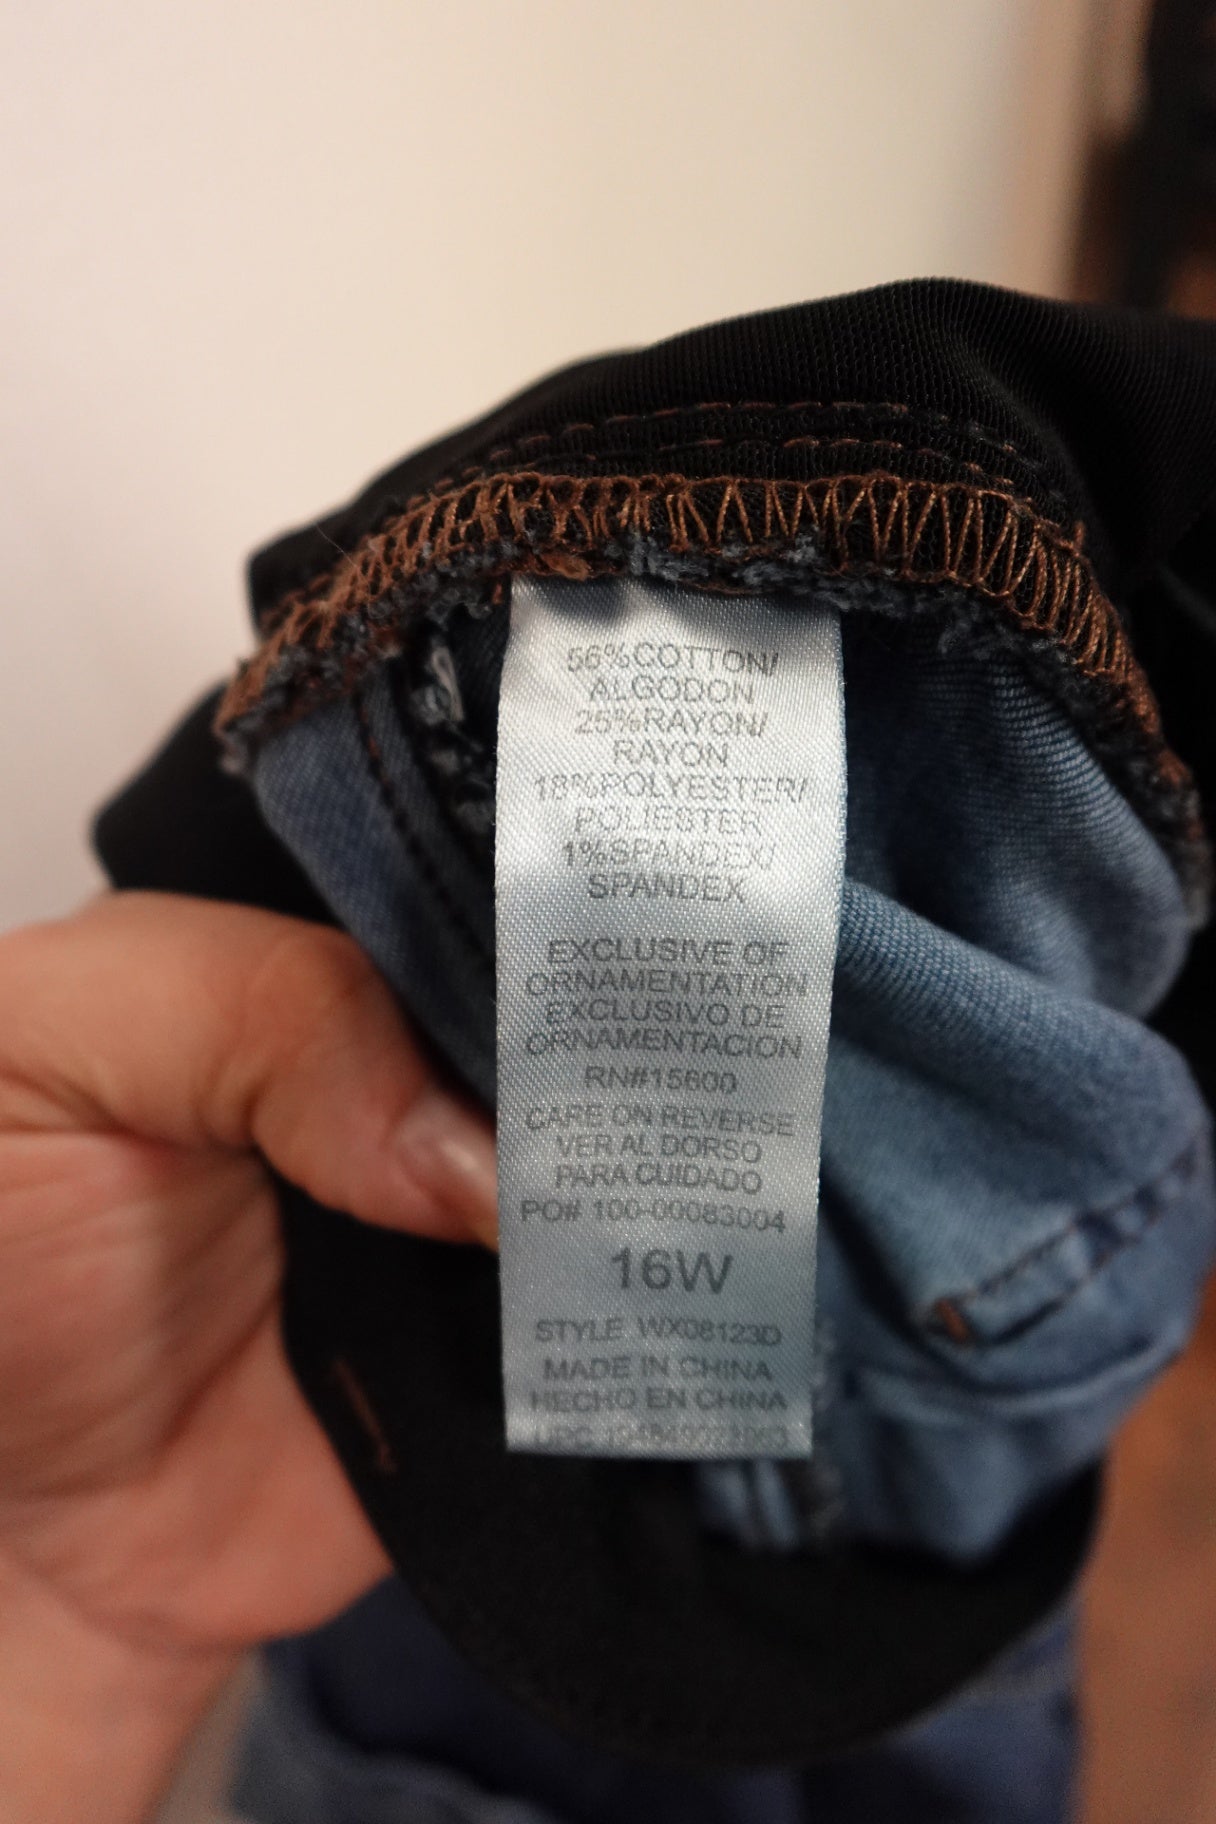 56%COTTON/
ALGODON
25%RAYON/
RAYON
18%POLYESTER/
POLIESTER
1%SPANDEX/
SPANDEX
EXCLUSIVE OF
ORNAMENTATION
EXCLUSIVO DE
ORNAMENTACION
RN#15600
CARE ON REVERSE
VER AL DORSO
PARA CUIDADO
PO# 100-00083004
16W
STYLE WX08123D
MADE IN CHINA
HECHO EN CHINA
UPC